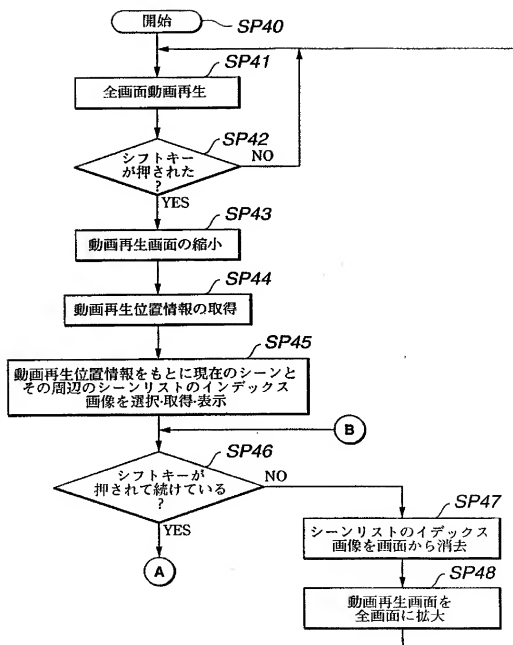 開始
SP40
SP41
全画面動画再生
SP42
シフトキー
が押された
?
NO
YES
SP43
動画再生画面の縮小
SP44
動画再生位置情報の取得
SP45
動画再生位置情報をもとに現在のシーンと
その周辺のシーンリストのインデックス
画像を選択·取得·表示
B
SP46
シフトキーが
押されて続けている
?
NO
YES
A
SP47
シーンリストのイデックス
画像を画面から消去
SP48
動画再生画面を
全画面に拡大